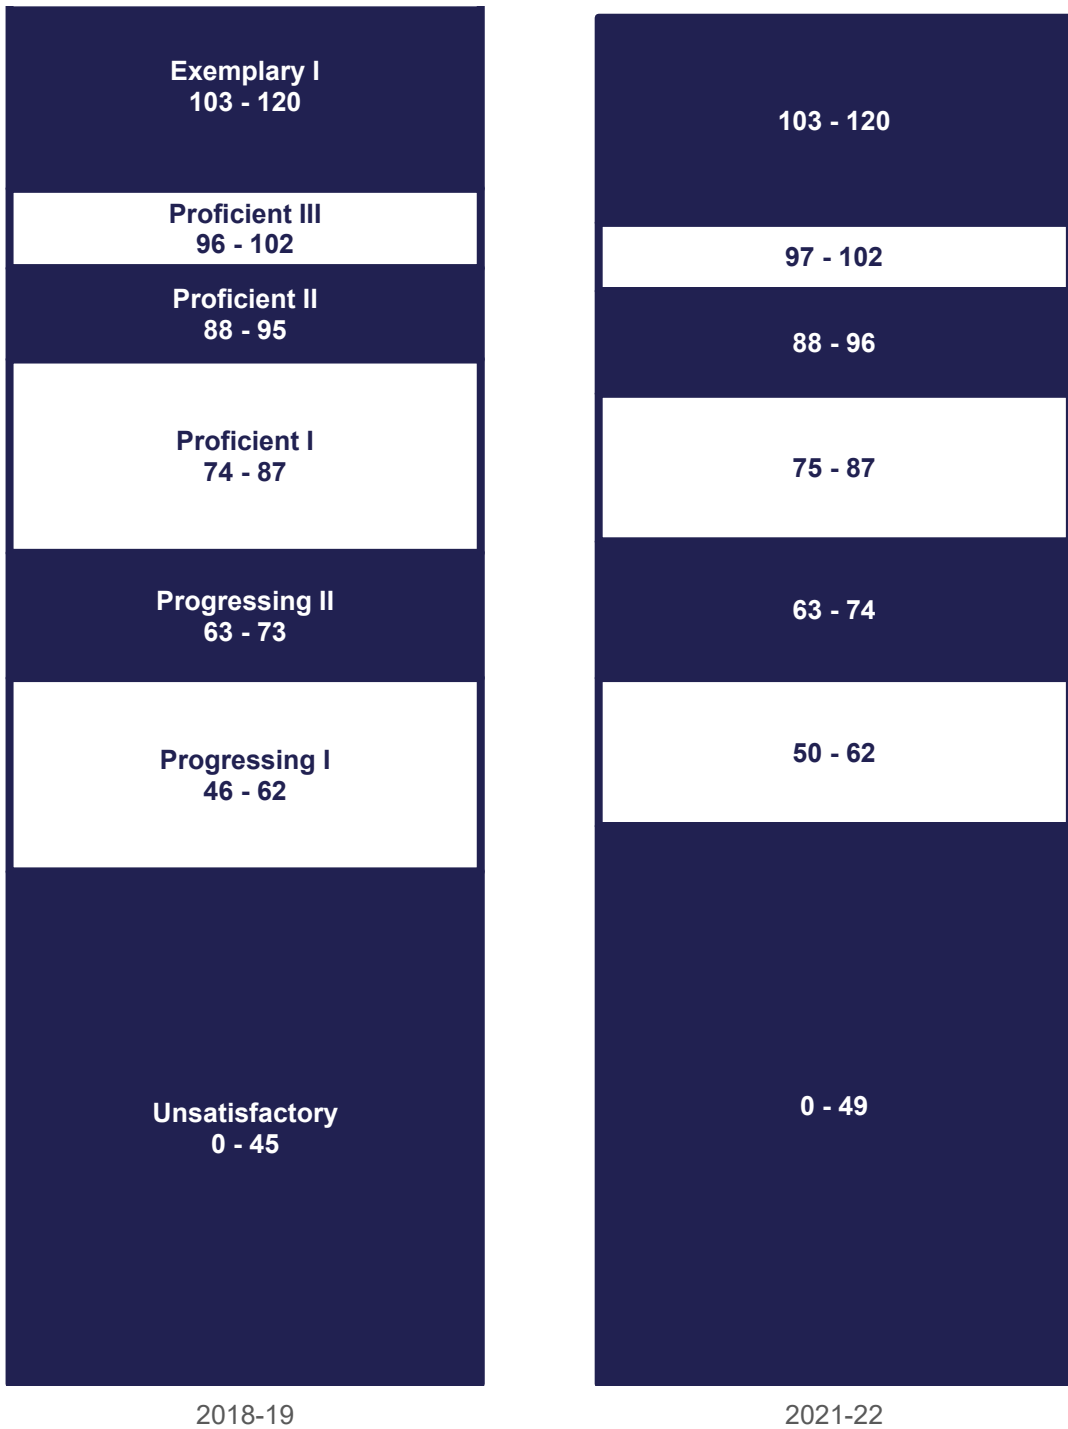 Exemplary I
103 - 120
Proficient III
96 - 102
Proficient II
88 - 95
Proficient I
74 - 87
Progressing II
63 - 73
Progressing I
46 - 62
Unsatisfactory
0 - 45
2018-19
103 - 120
97 - 102
88 - 96
75 - 87
63 - 74
50 - 62
0 - 49
2021-22